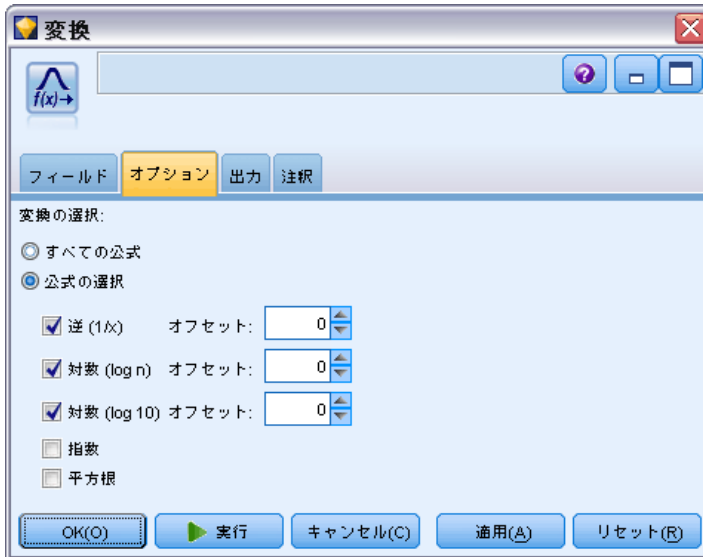 変換
f(x)→
フィールド オプション 出力 注釈
変換の選択:
すべての公式
公式の選択
逆 (1/x) オフセット: 0
対数 (log n) オフセット: 0
対数 (log 10) オフセット: 0
指数
平方根
OK(O) 実行 キャンセル(C) 適用(A) リセット(R)